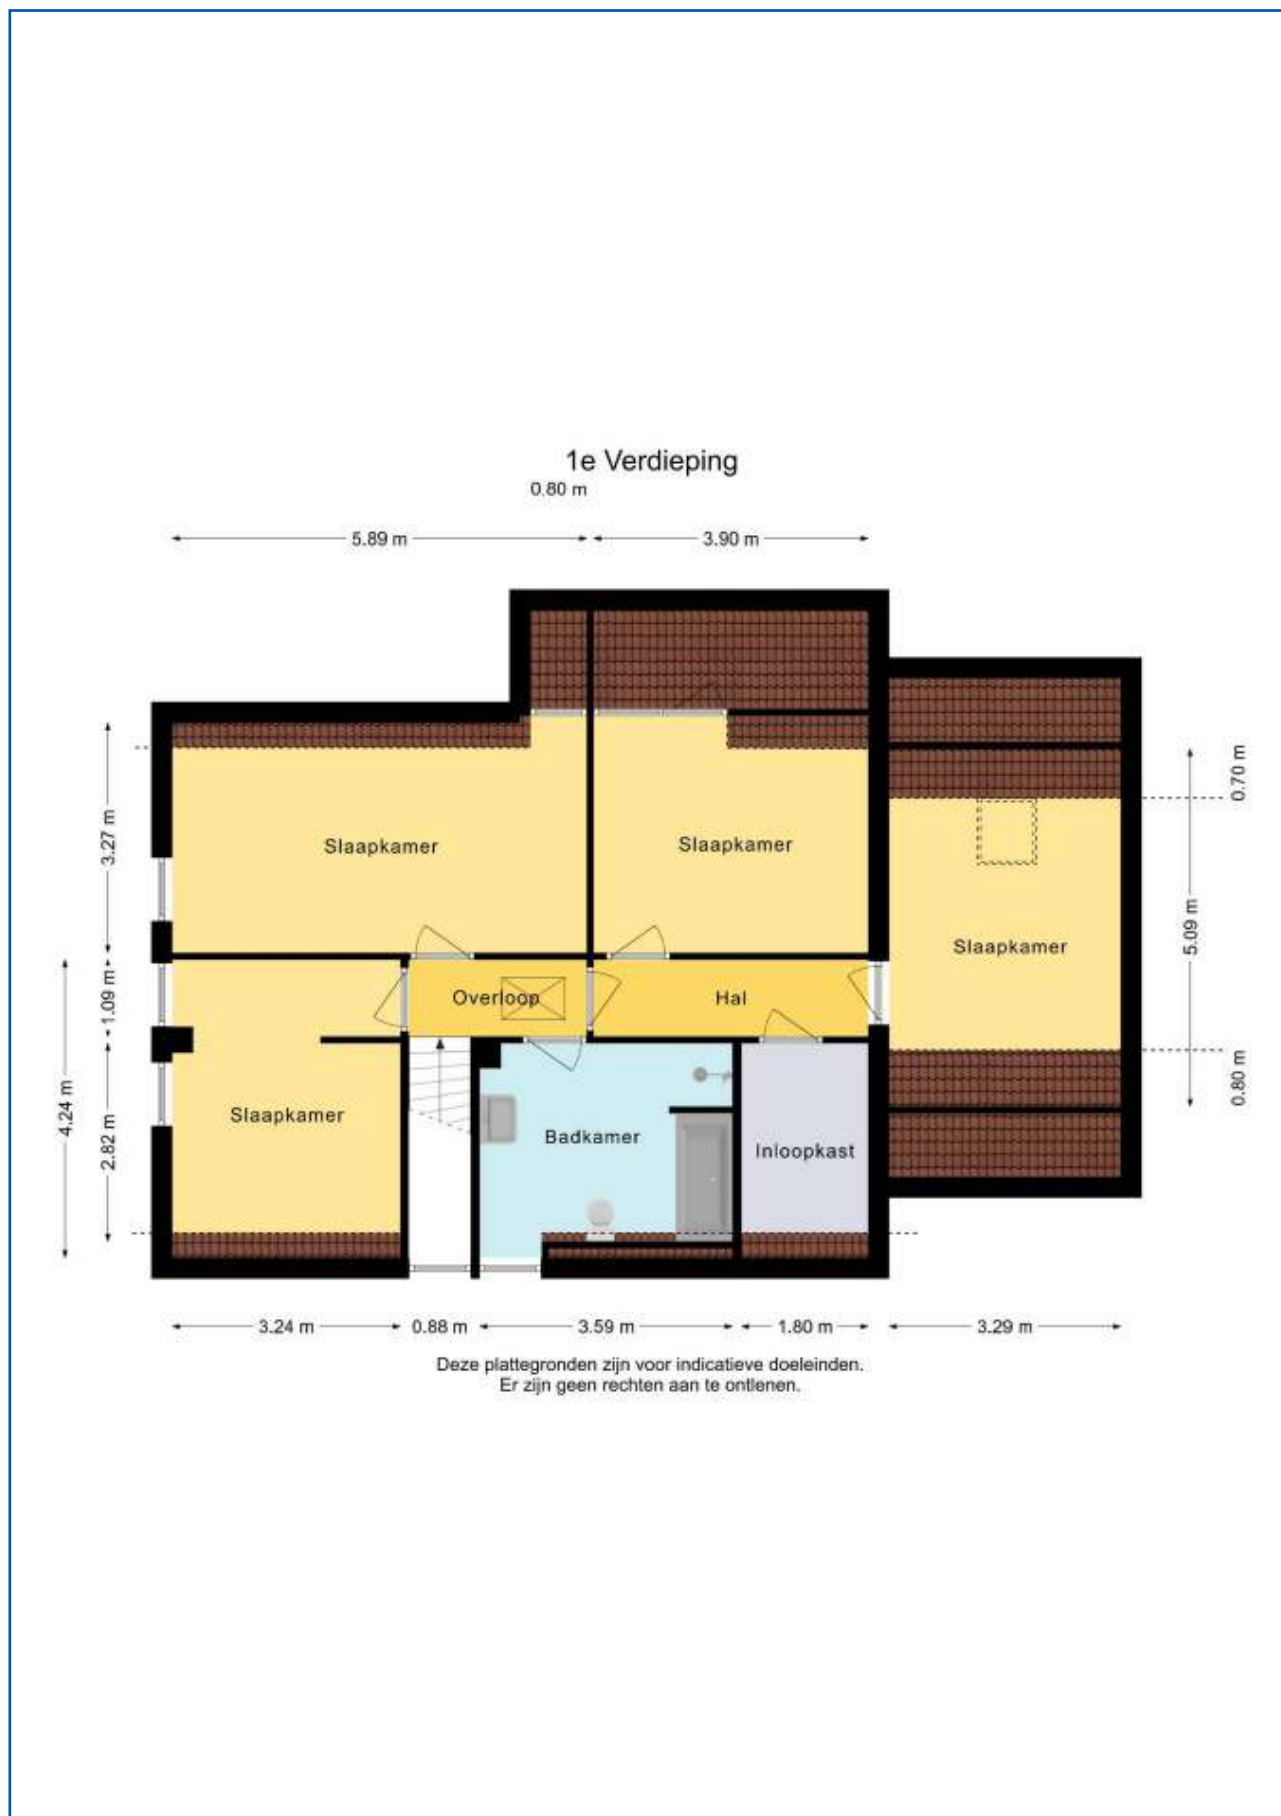 1e Verdieping
0.80 m
5.89 m
3.90 m
0.70 m
3.27 m
Slaapkamer
Slaapkamer
5.09 m
Slaapkamer
1.09 m
Overloop
Hal
0.80 m
4.24 m
Slaapkamer
2.82 m
Badkamer
Inloopkast
3.24 m
0.88 m
3.59 m
1.80 m
3.29 m
Deze plattegronden zijn voor indicatieve doeleinden.
Er zijn geen rechten aan te ontlenen.